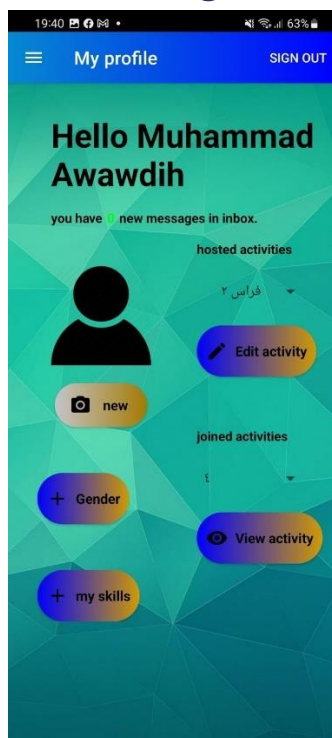 19:40
63%
My profile
SIGN OUT
Hello Muhammad
Awawdih
you have 0 new messages in inbox.
hosted activities
فراس ٢
Edit activity
new
joined activities
٤
Gender
View activity
my skills